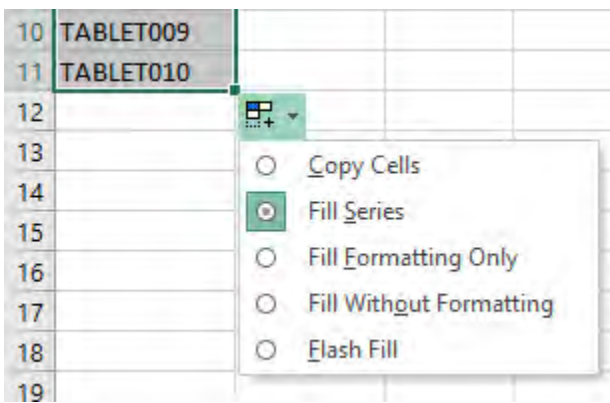 10 TABLET009
11 TABLET010
12
13
Copy Cells
14
Fill Series
15
Fill Formatting Only
16
Fill Without Formatting
17
18
Flash Fill
19